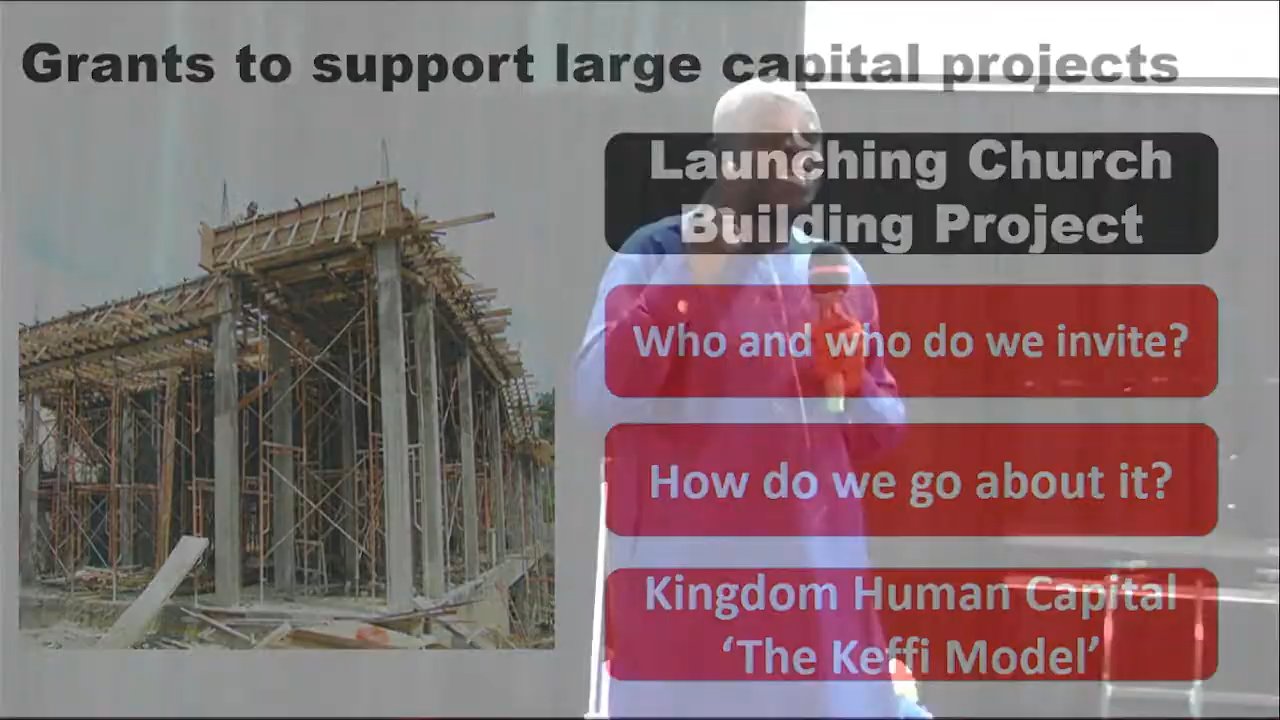 Grants to support large capital projects
Launching Church
Building Project
Who and who do we invite?
How do we go about it?
Kingdom Human Capital
‘The Keffi Model’